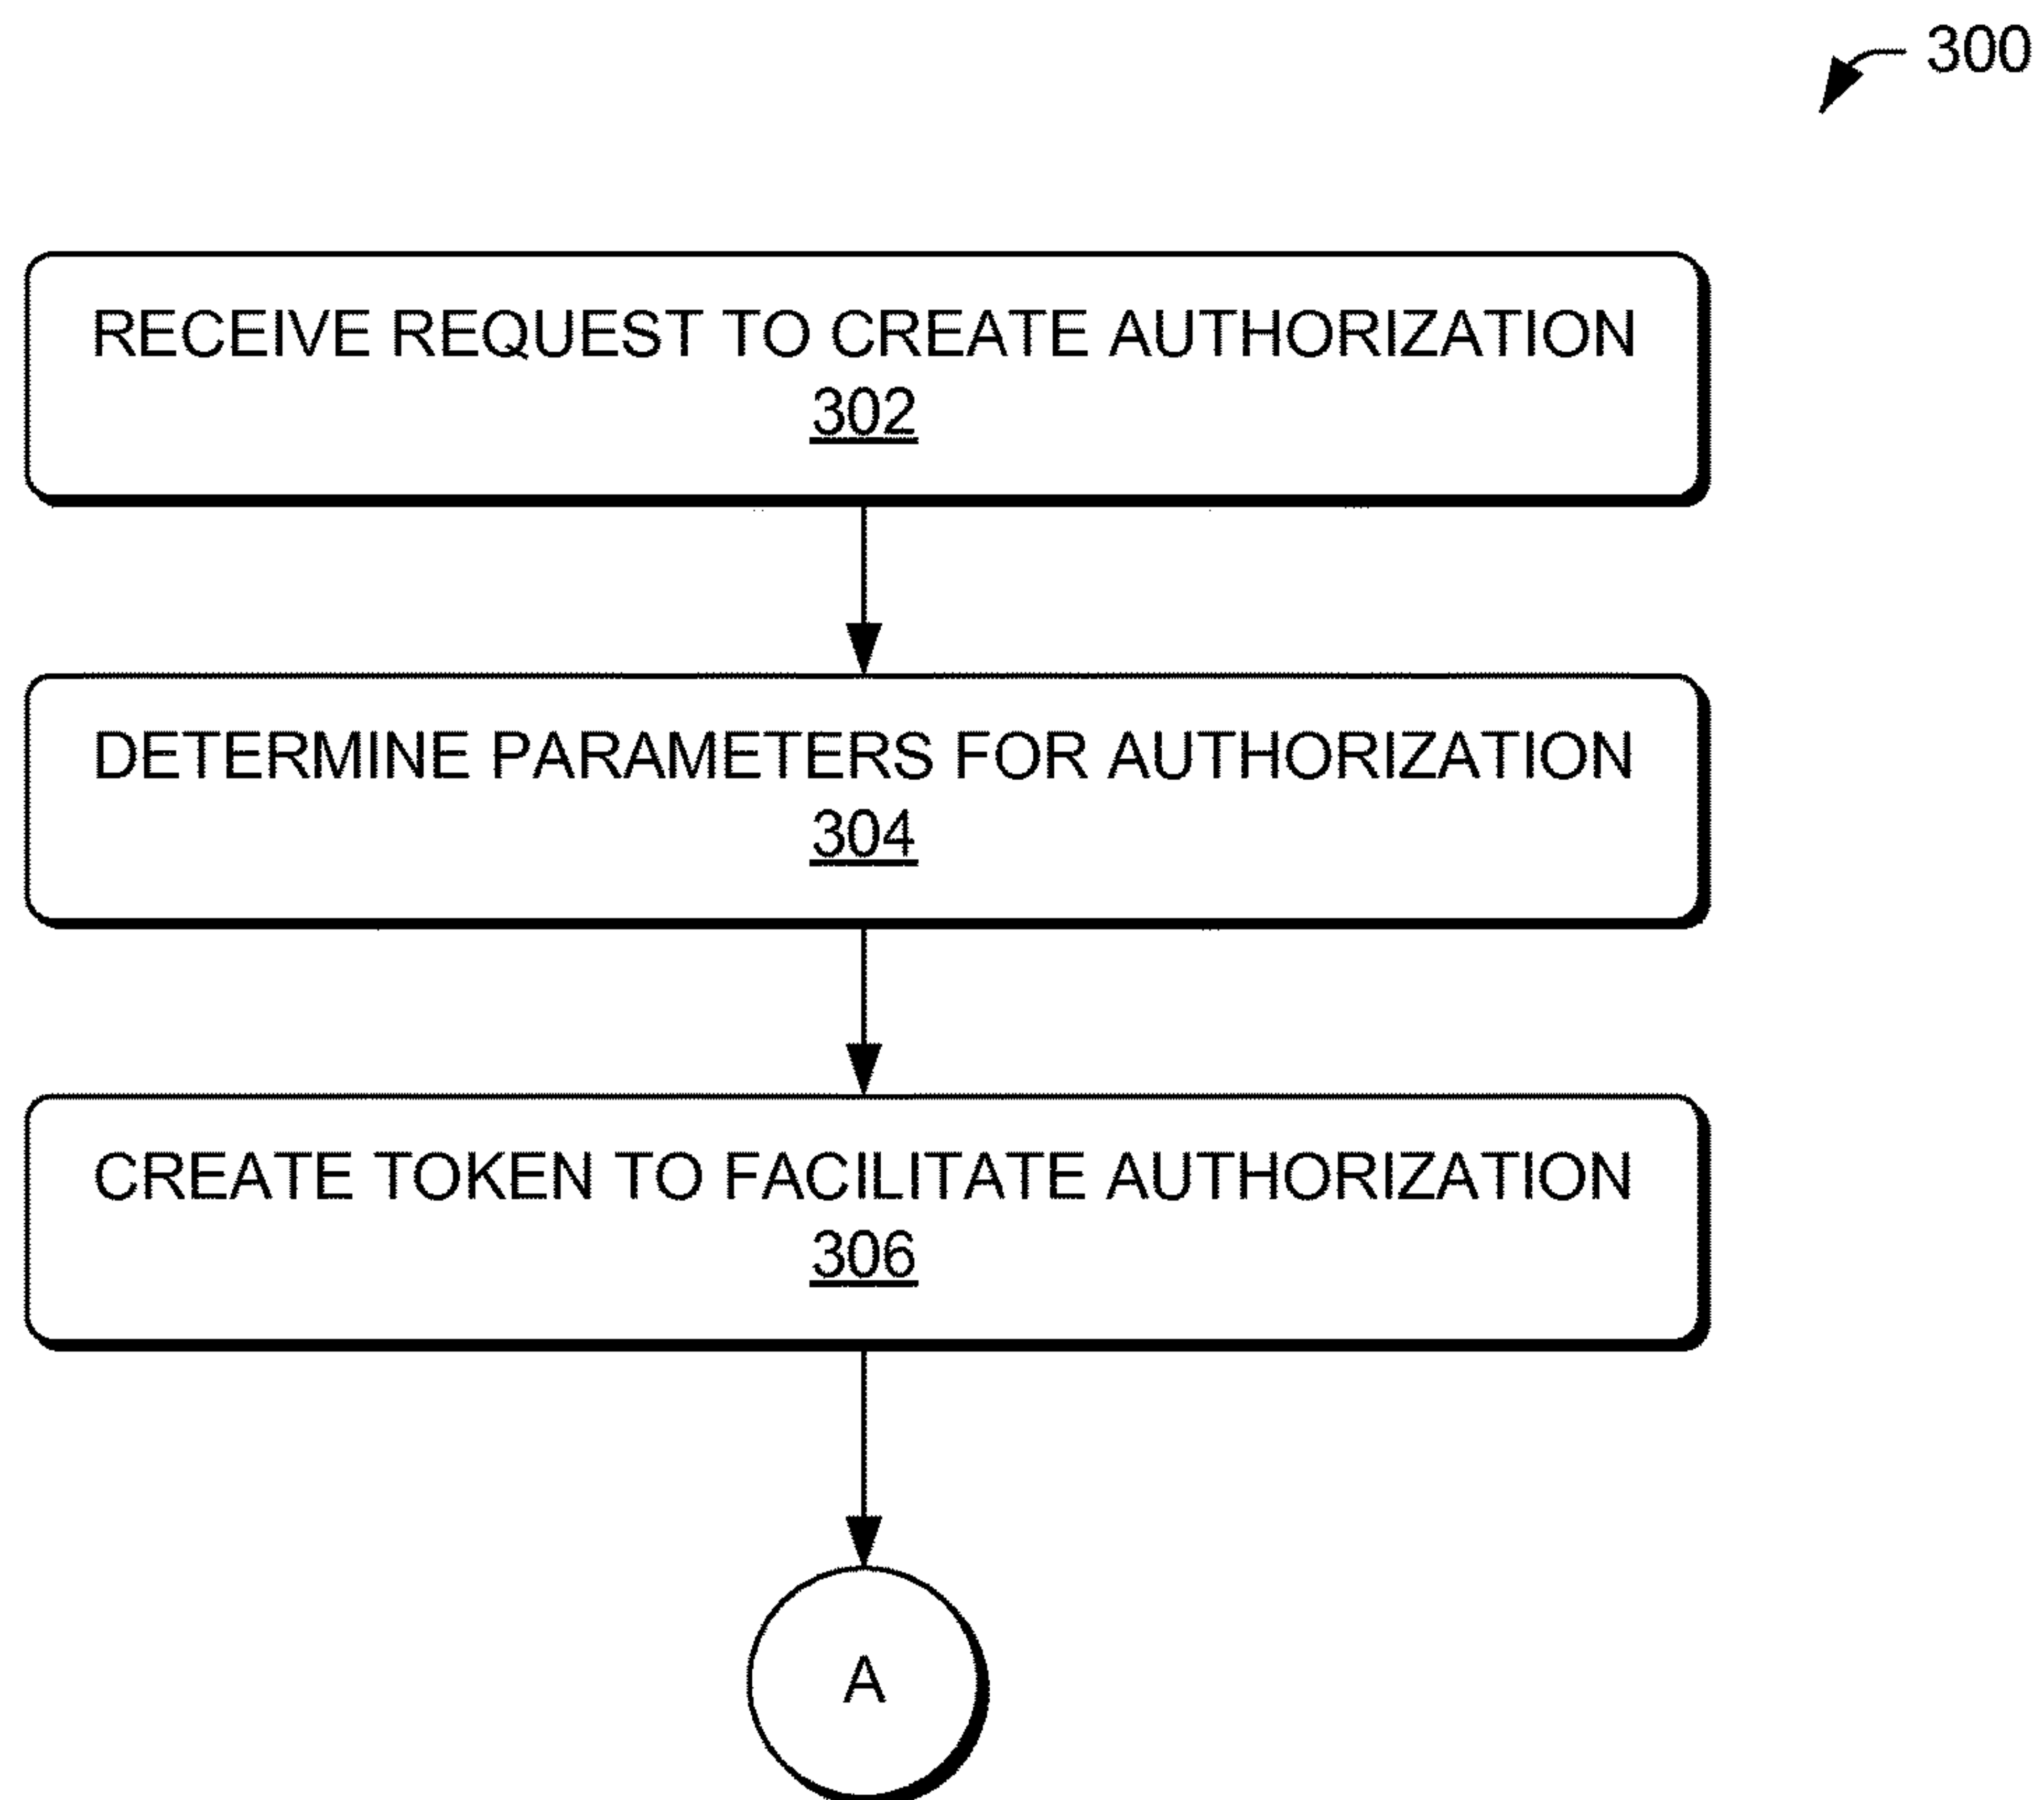 300
RECEIVE REQUEST TO CREATE AUTHORIZATION
302
DETERMINE PARAMETERS FOR AUTHORIZATION
304
CREATE TOKEN TO FACILITATE AUTHORIZATION
306
A